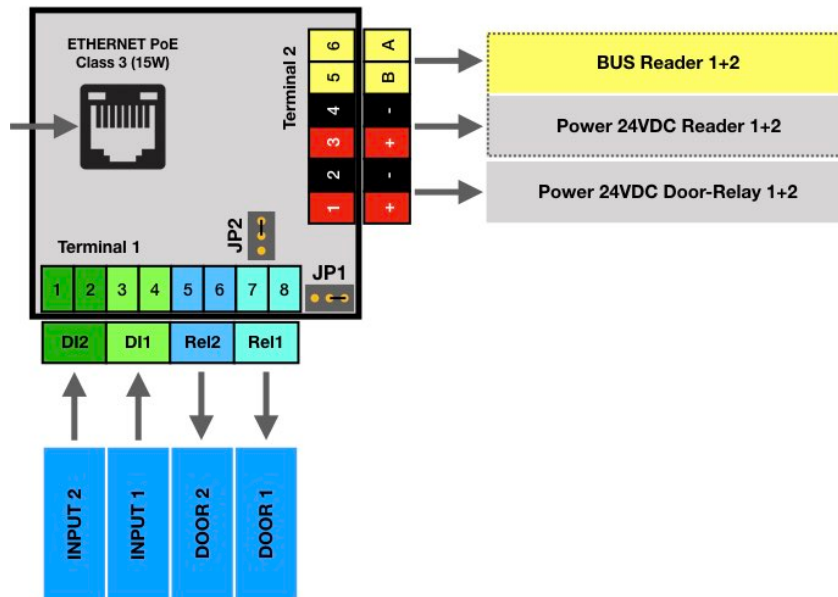 ETHERNET PoE
Class 3 (15W)
Terminal 2
6 A
5 B
4 -
3 +
2 -
1 +
BUS Reader 1+2
Power 24VDC Reader 1+2
Power 24VDC Door-Relay 1+2
JP2
Terminal 1
JP1
1 2 3 4 5 6 7 8
DI2 DI1 Rel2 Rel1
INPUT 2
INPUT 1
DOOR 2
DOOR 1